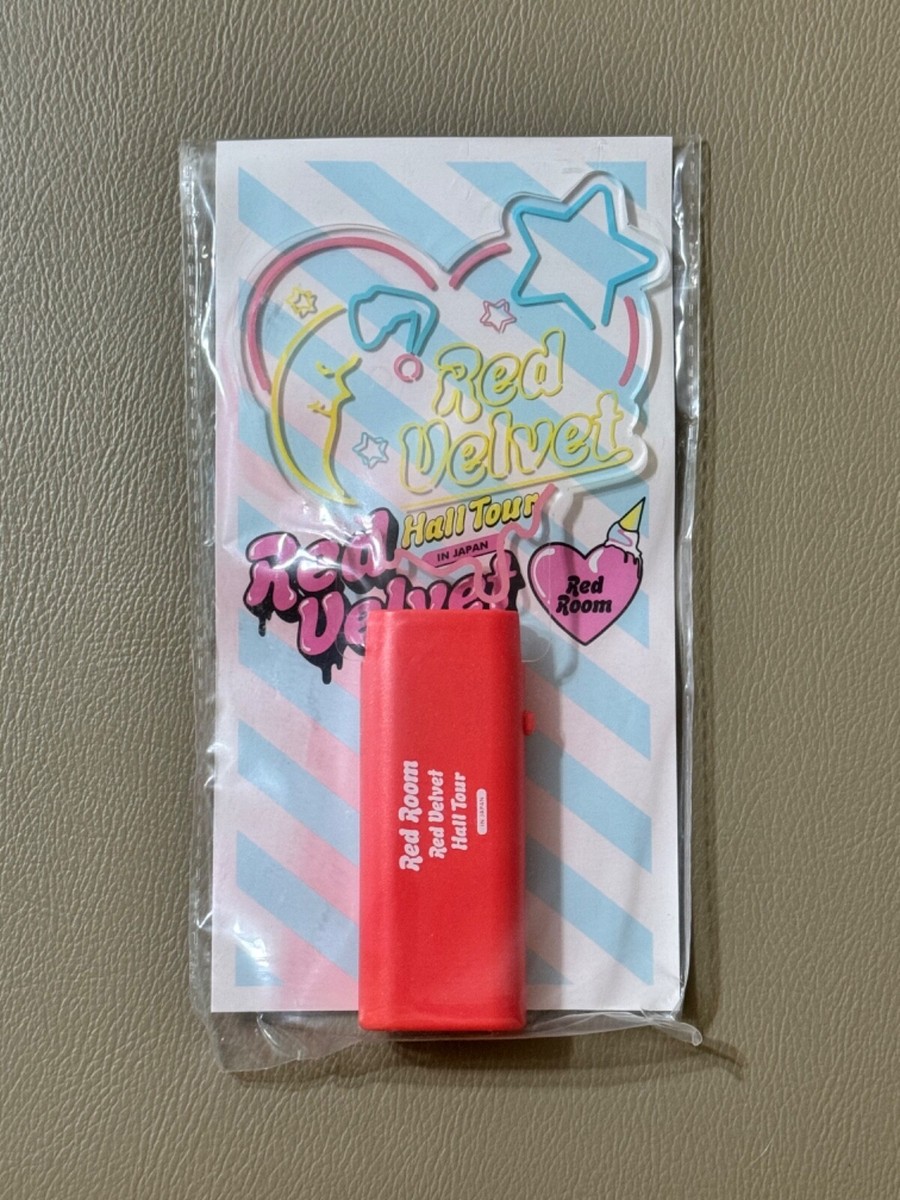 Red
Velvet
Hall Tour
IN JAPAN
Red
Velvet
Red
Room
Red Room
Red Velvet
Hall Tour
IN JAPAN